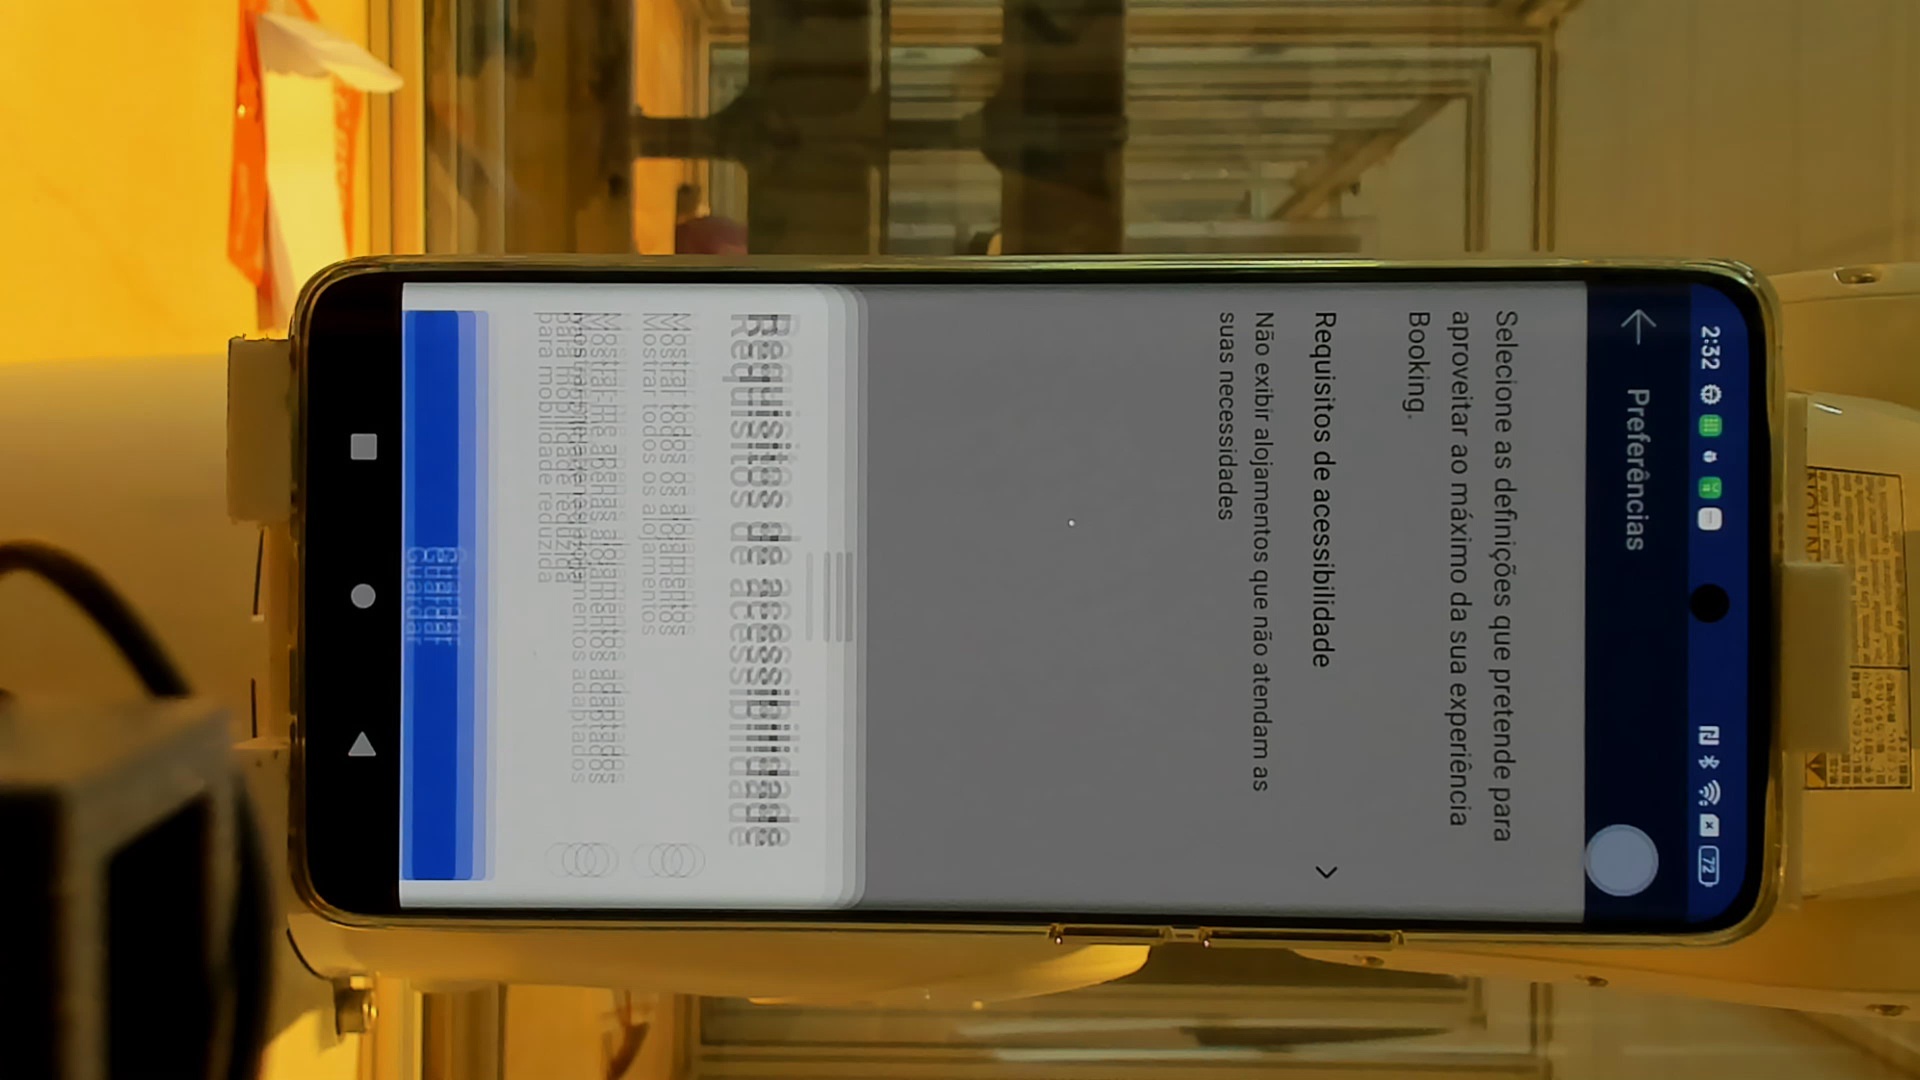 2:32
72
Preferências
Selecione as definições que pretende para
aproveitar ao máximo da sua experiência
Booking.
Requisitos de acessibilidade
Não exibir alojamentos que não atendam as
suas necessidades
Requisitos de acessibilidade
Mostrar todos os alojamentos
Mostrar-me apenas alojamentos adaptados
para mobilidade reduzida
Guardar